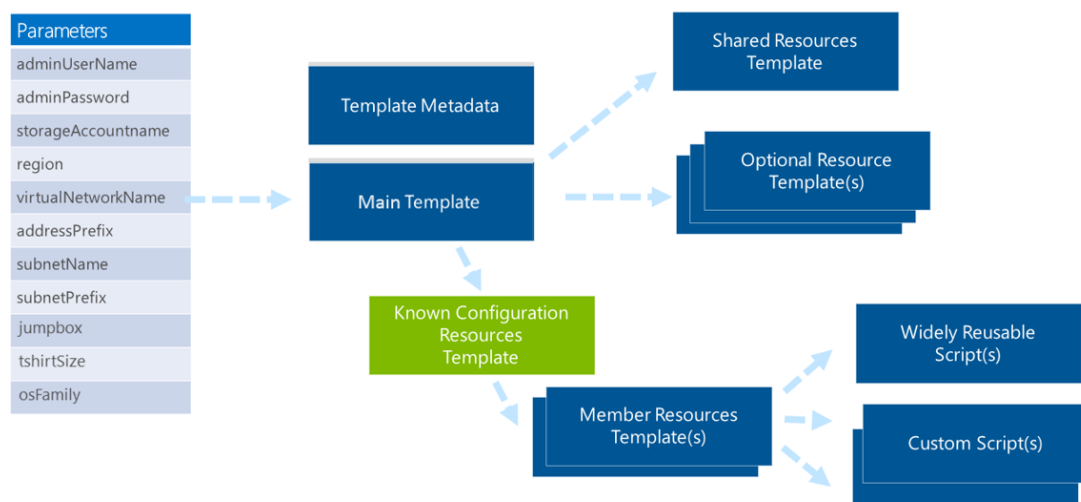 Parameters
adminUserName
adminPassword
storageAccountname
region
virtualNetworkName
addressPrefix
subnetName
subnetPrefix
jumpbox
tshirtSize
osFamily
Template Metadata
Main Template
Shared Resources
Template
Optional Resource
Template(s)
Known Configuration
Resources
Template
Member Resources
Template(s)
Widely Reusable
Script(s)
Custom Script(s)